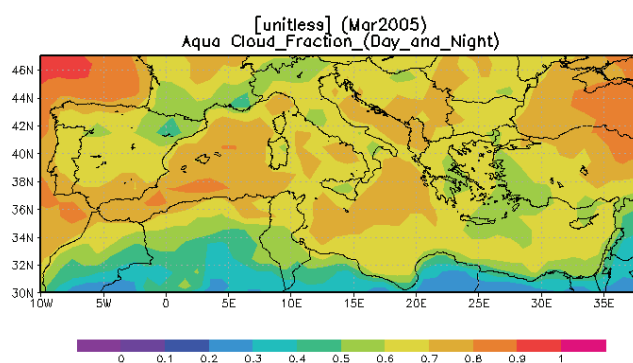 [unitless] (Mar2005)
Aqua Cloud_Fraction_(Day_and_Night)
46N
44N
42N
40N
38N
36N
34N
32N
30N
10W 5W 0 5E 10E 15E 20E 25E 30E 35E
0 0.1 0.2 0.3 0.4 0.5 0.6 0.7 0.8 0.9 1